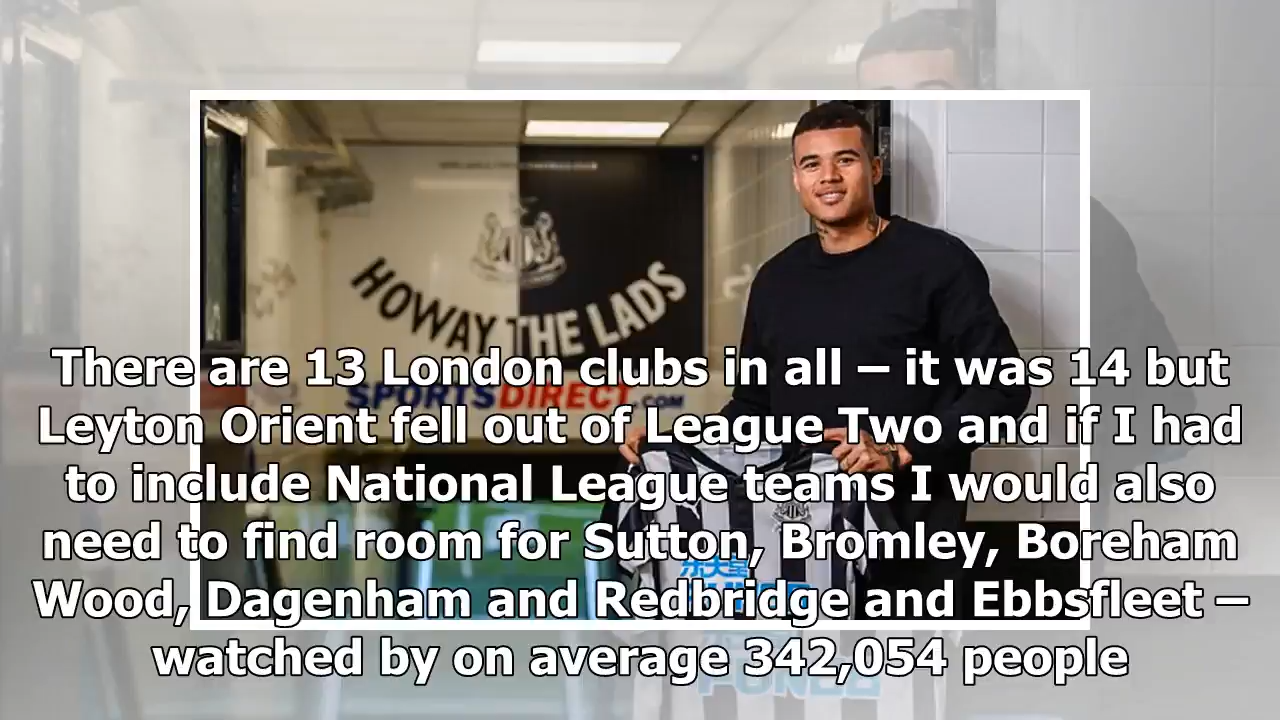 HOWAY THE LADS
SPORTSDIRECT.COM
There are 13 London clubs in all – it was 14 but
Leyton Orient fell out of League Two and if I had
to include National League teams I would also
need to find room for Sutton, Bromley, Boreham
Wood, Dagenham and Redbridge and Ebbsfleet –
watched by on average 342,054 people